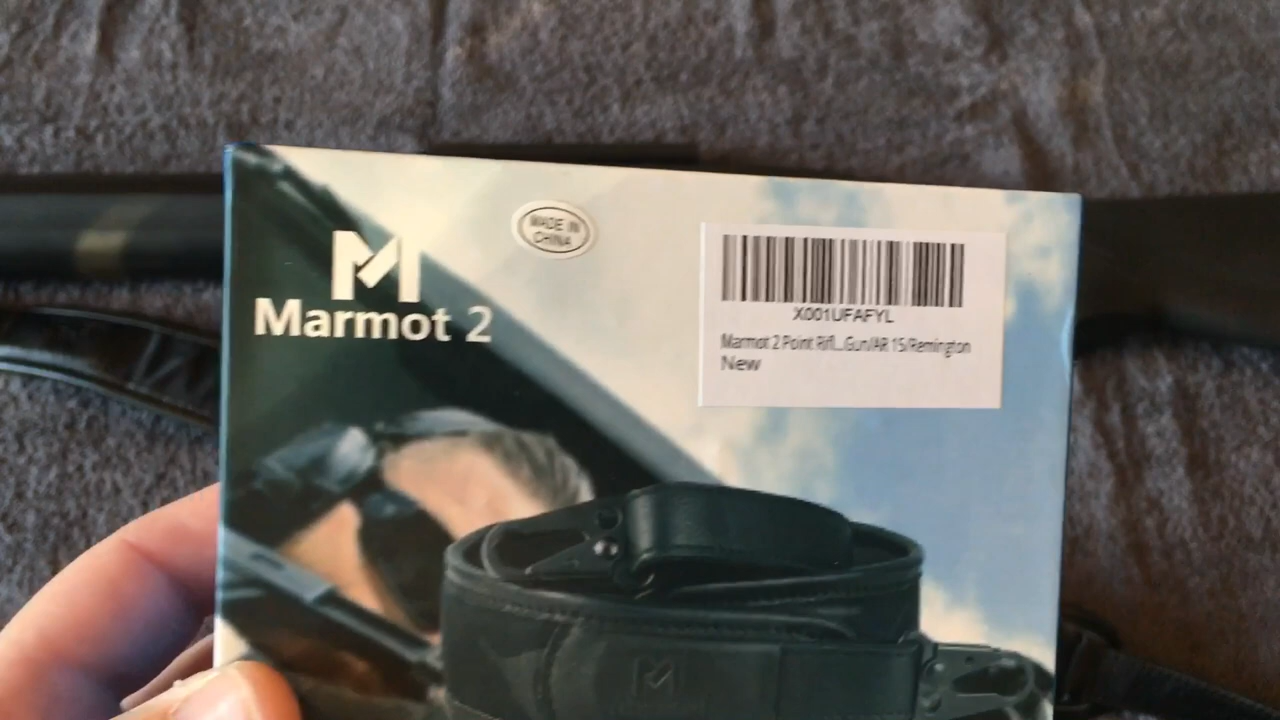 MADE IN
CHINA
M
Marmot 2
X001UFAFYL
Marmot 2 Point Rifl...Gun/AR 15/Remington
New
M